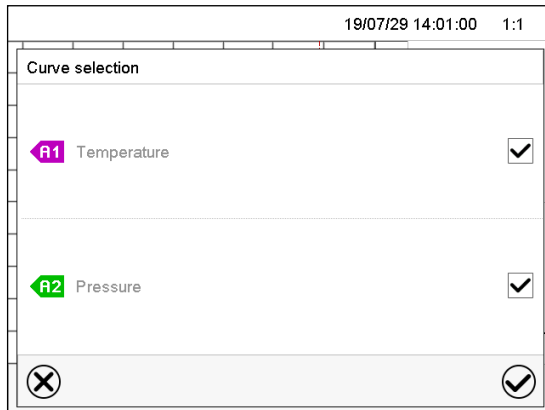 19/07/29 14:01:00 1:1
Curve selection
A1 Temperature
A2 Pressure